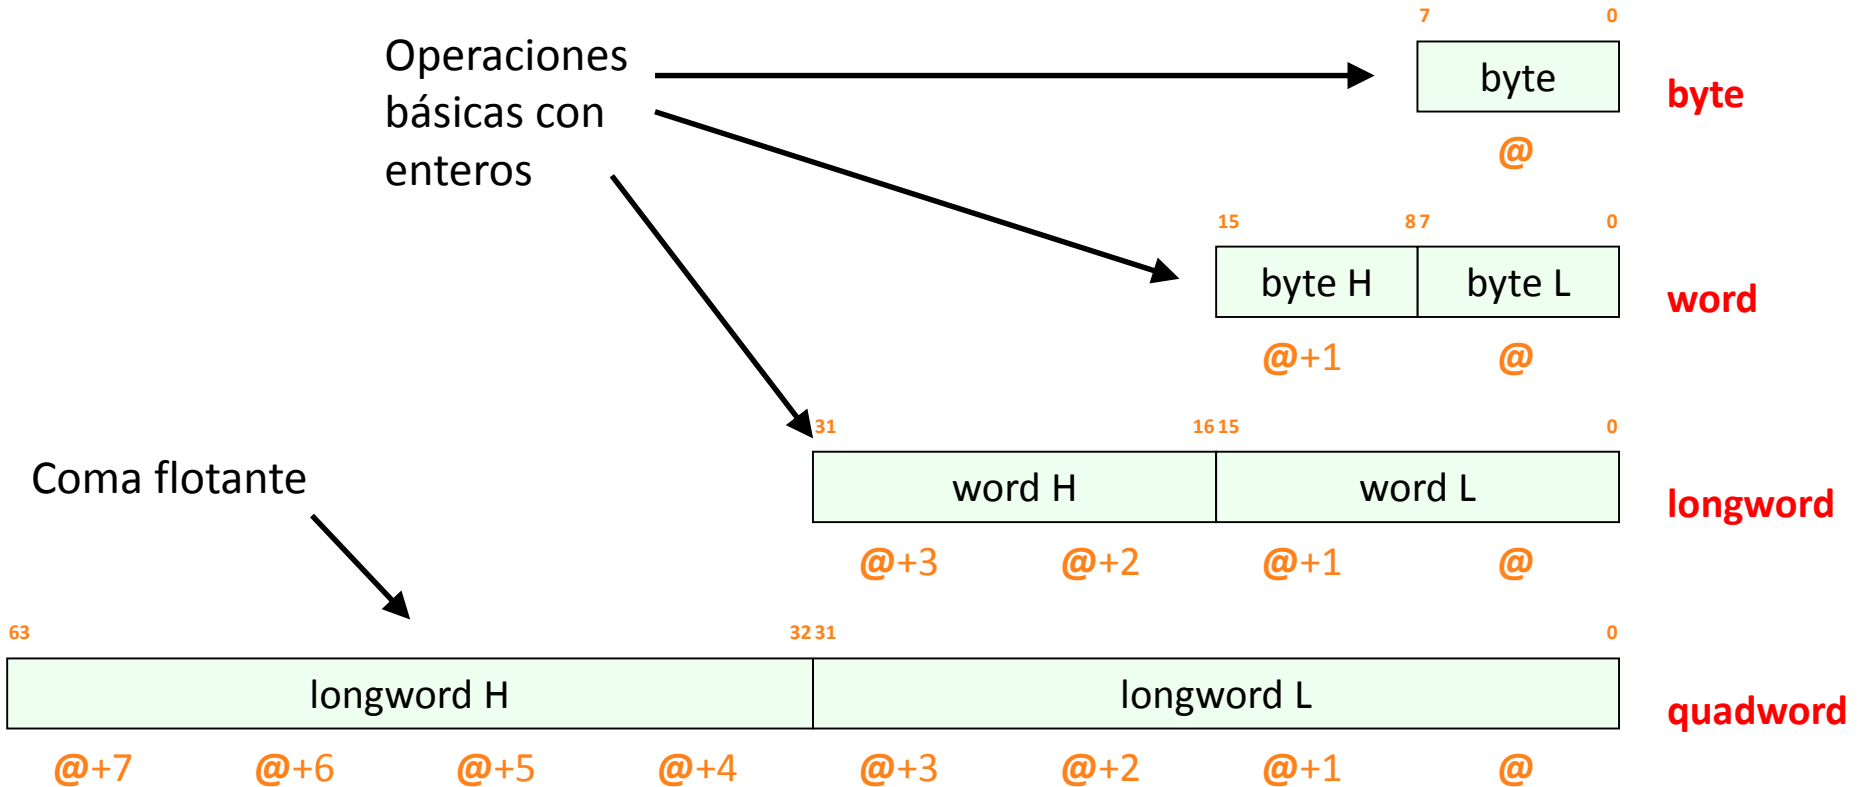 7 0
Operaciones
básicas con
enteros
byte
byte
@
15 8 7 0
byte H byte L
word
@+1 @
31 16 15 0
Coma flotante
word H word L
longword
@+3 @+2 @+1 @
63 32 31 0
longword H longword L
quadword
@+7 @+6 @+5 @+4 @+3 @+2 @+1 @